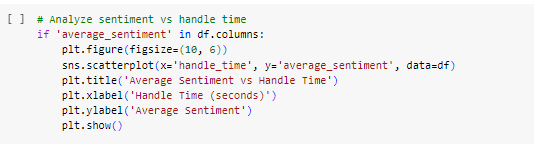 [ ] # Analyze sentiment vs handle time
if 'average_sentiment' in df.columns:
    plt.figure(figsize=(10, 6))
    sns.scatterplot(x='handle_time', y='average_sentiment', data=df)
    plt.title('Average Sentiment vs Handle Time')
    plt.xlabel('Handle Time (seconds)')
    plt.ylabel('Average Sentiment')
    plt.show()